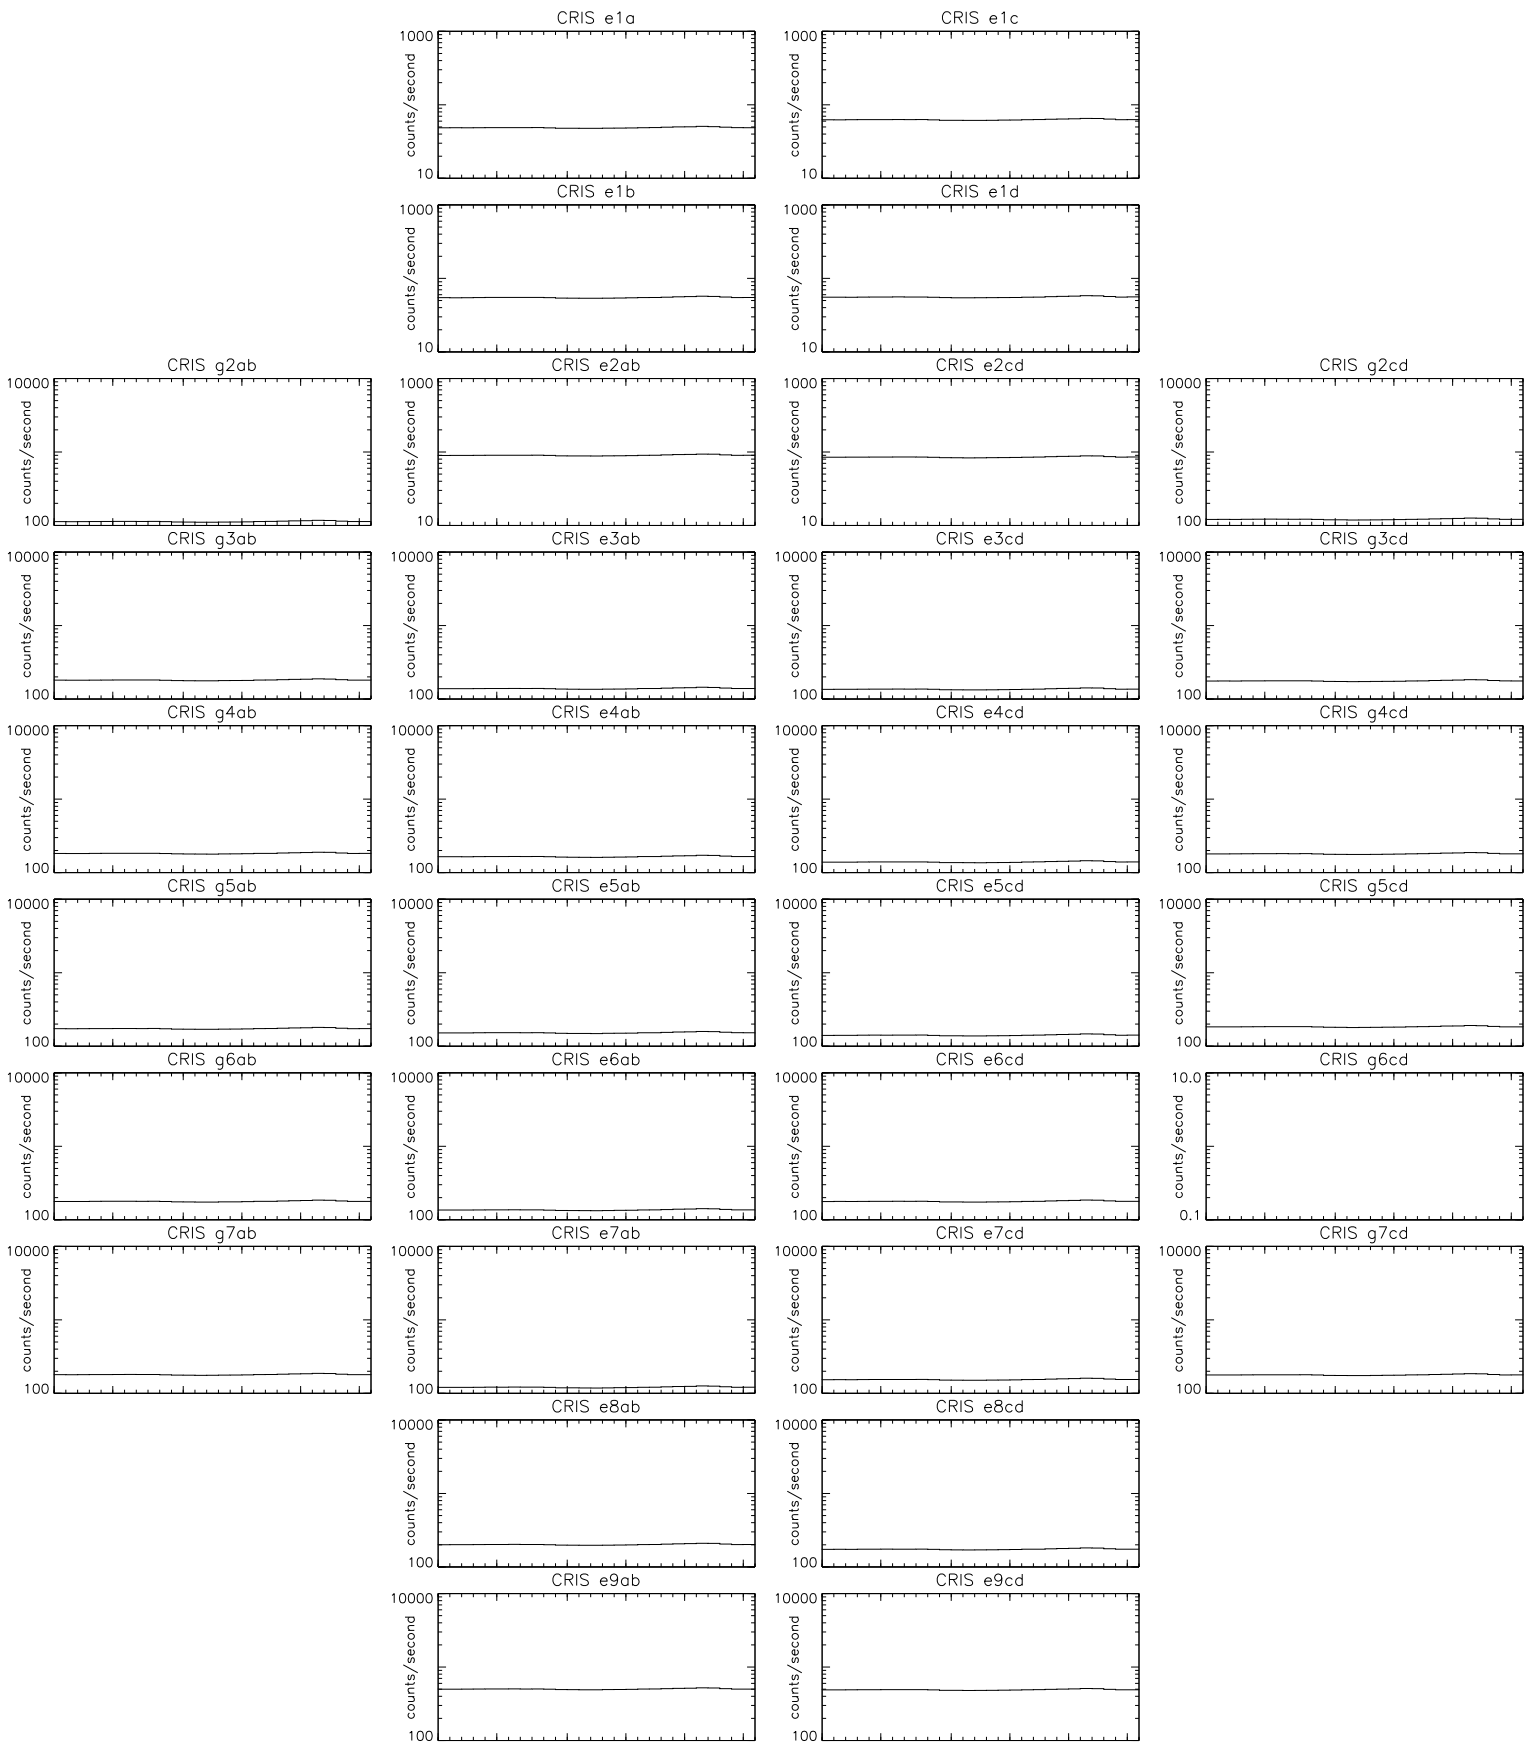 CRIS e1a
CRIS e1c
1000
counts/second
10
1000
counts/second
10
CRIS e1b
CRIS e1d
1000
counts/second
10
1000
counts/second
10
CRIS g2ab
CRIS e2ab
CRIS e2cd
CRIS g2cd
10000
counts/second
100
1000
counts/second
10
1000
counts/second
10
10000
counts/second
100
CRIS g3ab
CRIS e3ab
CRIS e3cd
CRIS g3cd
10000
counts/second
100
10000
counts/second
100
10000
counts/second
100
10000
counts/second
100
CRIS g4ab
CRIS e4ab
CRIS e4cd
CRIS g4cd
10000
counts/second
100
10000
counts/second
100
10000
counts/second
100
10000
counts/second
100
CRIS g5ab
CRIS e5ab
CRIS e5cd
CRIS g5cd
10000
counts/second
100
10000
counts/second
100
10000
counts/second
100
10000
counts/second
100
CRIS g6ab
CRIS e6ab
CRIS e6cd
CRIS g6cd
10000
counts/second
100
10000
counts/second
100
10000
counts/second
100
10.0
counts/second
0.1
CRIS g7ab
CRIS e7ab
CRIS e7cd
CRIS g7cd
10000
counts/second
100
10000
counts/second
100
10000
counts/second
100
10000
counts/second
100
CRIS e8ab
CRIS e8cd
10000
counts/second
100
10000
counts/second
100
CRIS e9ab
CRIS e9cd
10000
counts/second
100
10000
counts/second
100